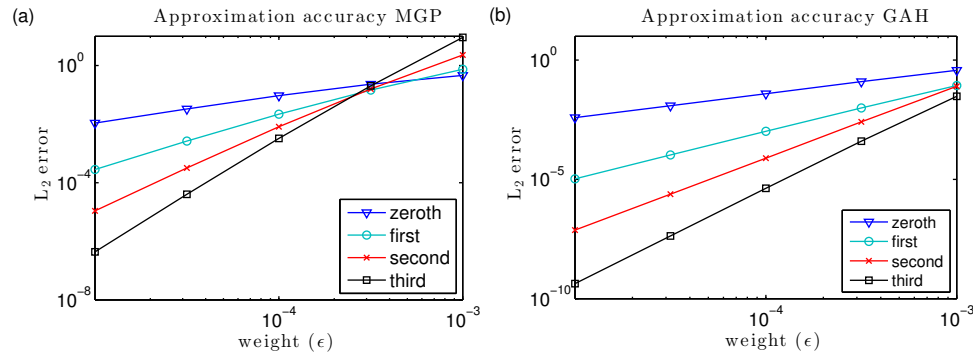 (a)
Approximation accuracy MGP
10^0
10^−4
10^−8
L_2 error
10^−4
10^−3
weight (ϵ)
zeroth
first
second
third
(b)
Approximation accuracy GAH
10^0
10^−5
10^−10
L_2 error
10^−4
10^−3
weight (ϵ)
zeroth
first
second
third